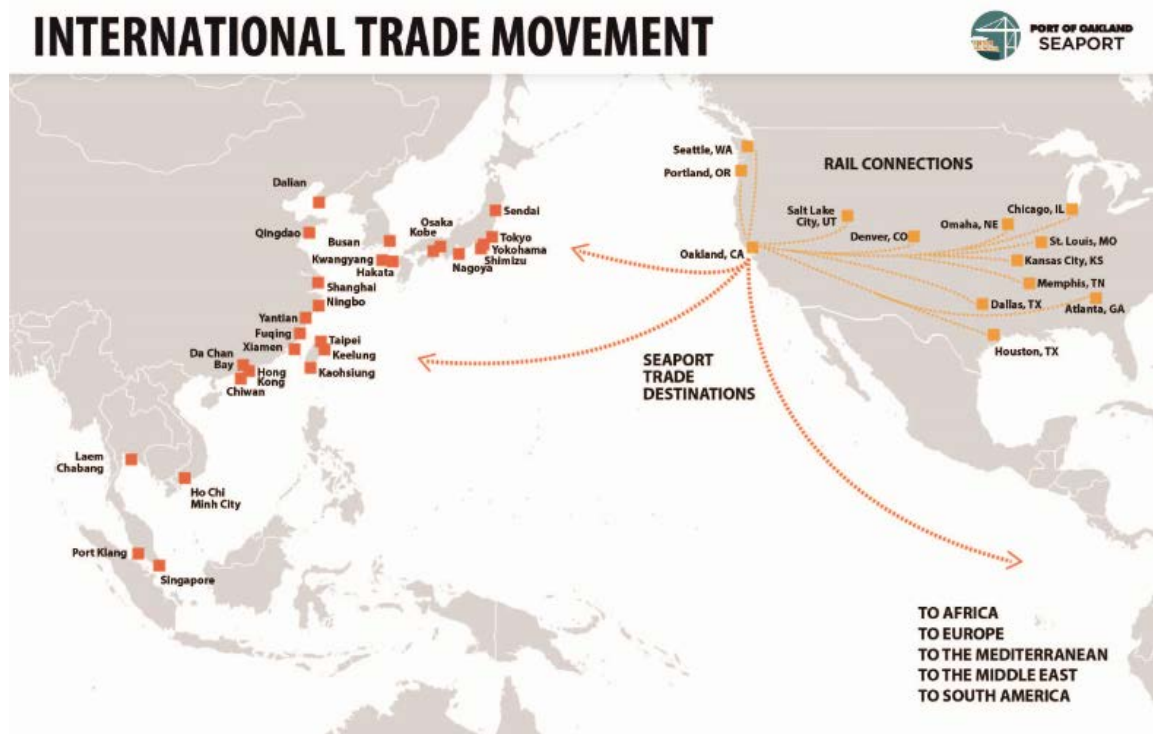 INTERNATIONAL TRADE MOVEMENT
PORT OF OAKLAND
SEAPORT
Seattle, WA
Portland, OR
RAIL CONNECTIONS
Salt Lake
City, UT
Denver, CO
Omaha, NE
Chicago, IL
St. Louis, MO
Kansas City, KS
Memphis, TN
Dallas, TX
Atlanta, GA
Houston, TX
Oakland, CA
Dalian
Qingdao
Busan
Kwangyang
Hakata
Osaka
Kobe
Sendai
Tokyo
Yokohama
Shimizu
Nagoya
Shanghai
Ningbo
Yantian
Fuqing
Xiamen
Taipei
Keelung
Kaohsiung
Da Chan
Bay
Hong
Kong
Chiwan
SEAPORT
TRADE
DESTINATIONS
Laem
Chabang
Ho Chi
Minh City
Port Klang
Singapore
TO AFRICA
TO EUROPE
TO THE MEDITERRANEAN
TO THE MIDDLE EAST
TO SOUTH AMERICA